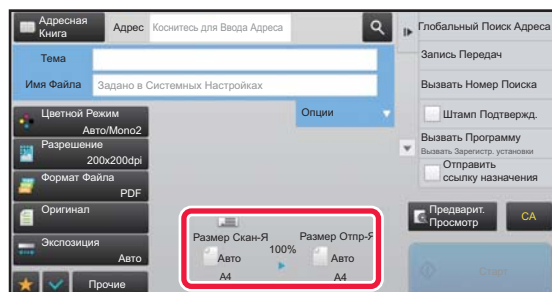 Адресная
Книга
Адрес
Коснитесь для Ввода Адреса
Тема
Имя Файла
Задано в Системных Настройках
Опции
Цветной Режим
Авто/Mono2
Разрешение
200x200dpi
Формат Файла
PDF
Оригинал
Экспозиция
Авто
Прочие
Размер Скан-Я
Авто
A4
100%
Размер Отпр-Я
Авто
A4
Глобальный Поиск Адреса
Запись Передач
Вызвать Номер Поиска
Штамп Подтвержд.
Вызвать Программу
Вызвать Зарегистр. установки
Отправить
ссылку назначения
Предварит.
Просмотр
CA
Старт